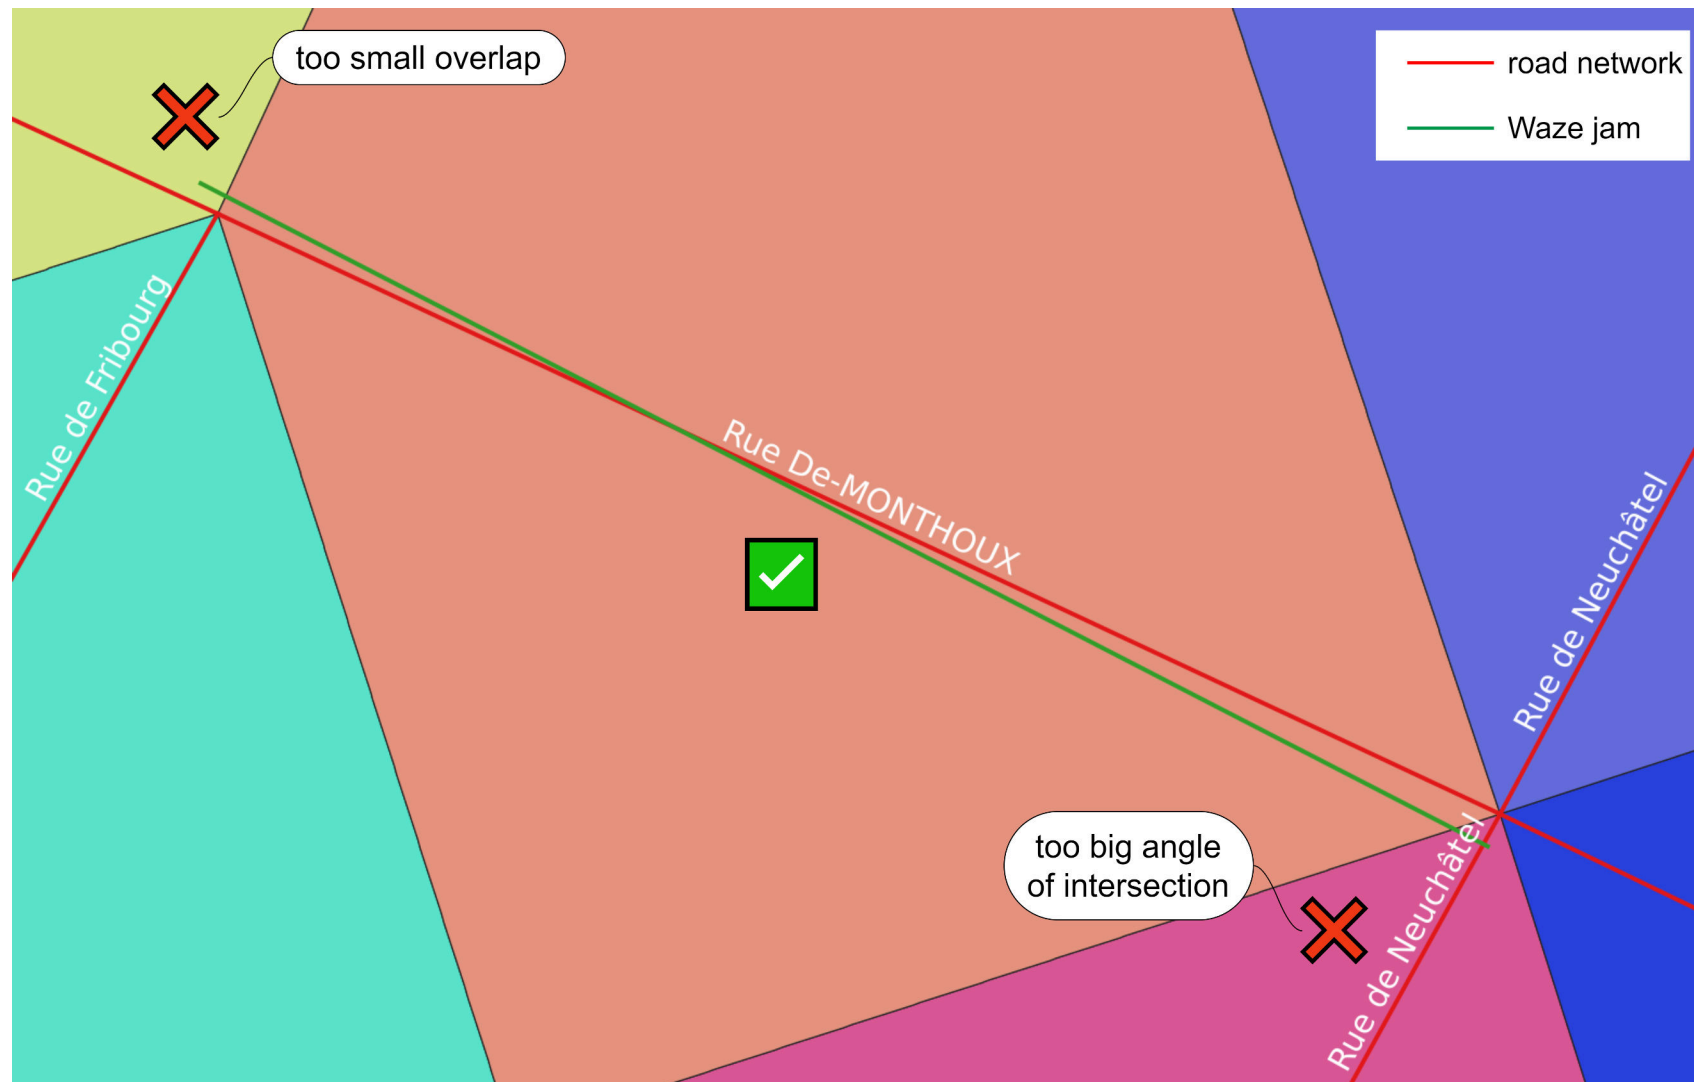 too small overlap
road network
Waze jam
Rue de Fribourg
Rue De-MONTHOUX
Rue de Neuchâtel
too big angle
of intersection
Rue de Neuchâtel